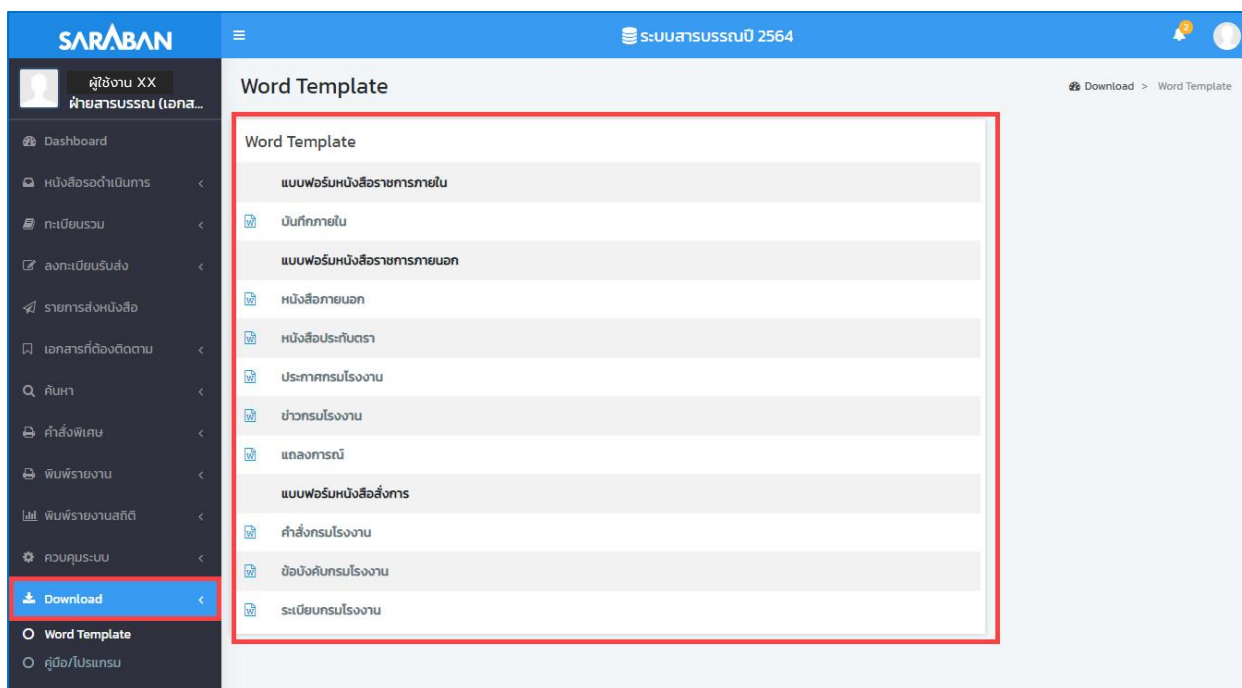 SARABAN
ระบบสารบรรณปี 2564
2
ผู้ใช้งาน XX
ฝ่ายสารบรรณ (เอกส...
Word Template
Download > Word Template
Dashboard
หนังสือรอดำเนินการ
ทะเบียนรวม
ลงทะเบียนรับส่ง
รายการส่งหนังสือ
เอกสารที่ต้องติดตาม
ค้นหา
คำสั่งพิเศษ
พิมพ์รายงาน
พิมพ์รายงานสถิติ
ควบคุมระบบ
Download
Word Template
คู่มือ/โปรแกรม
Word Template
แบบฟอร์มหนังสือราชการภายใน
บันทึกภายใน
แบบฟอร์มหนังสือราชการภายนอก
หนังสือภายนอก
หนังสือประทับตรา
ประกาศกรมโรงงาน
ข่าวกรมโรงงาน
แถลงการณ์
แบบฟอร์มหนังสือสั่งการ
คำสั่งกรมโรงงาน
ข้อบังคับกรมโรงงาน
ระเบียบกรมโรงงาน